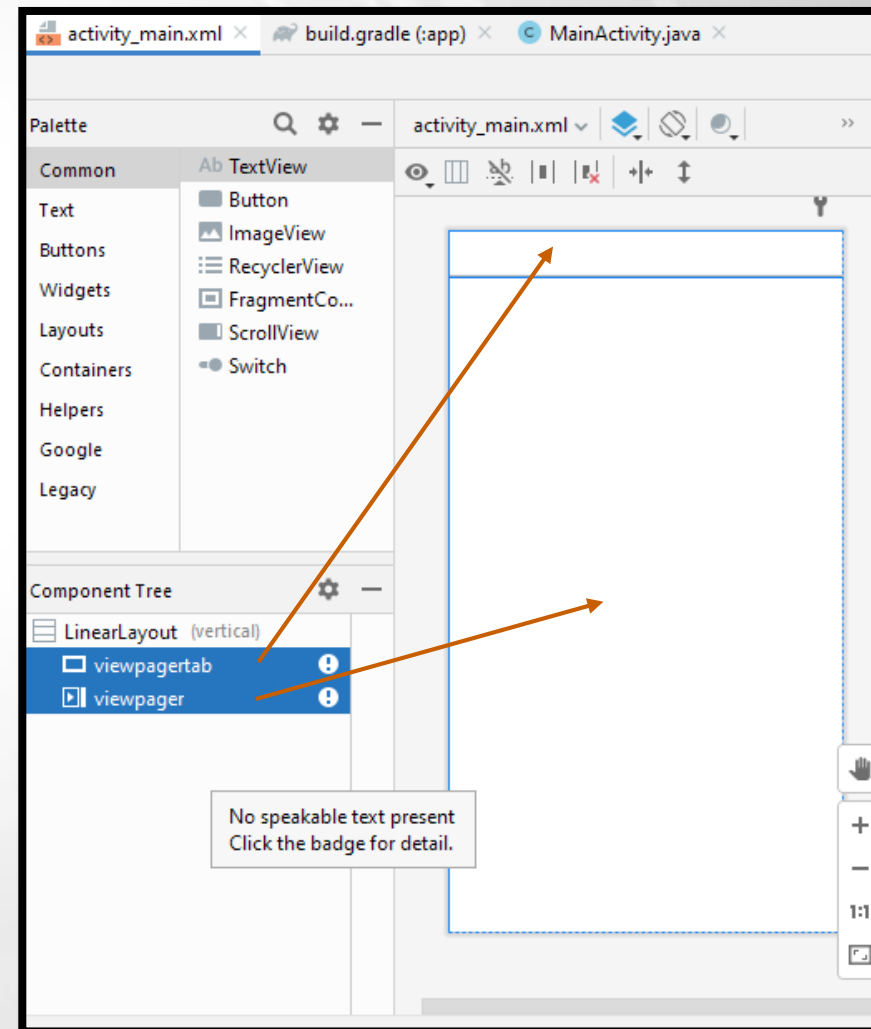 activity_main.xml
build.gradle (:app)
C MainActivity.java
Palette
activity_main.xml
Common
Text
Buttons
Widgets
Layouts
Containers
Helpers
Google
Legacy
Ab TextView
Button
ImageView
RecyclerView
FragmentCo...
ScrollView
Switch
Component Tree
LinearLayout (vertical)
viewpagertab
viewpager
No speakable text present
Click the badge for detail.
1:1